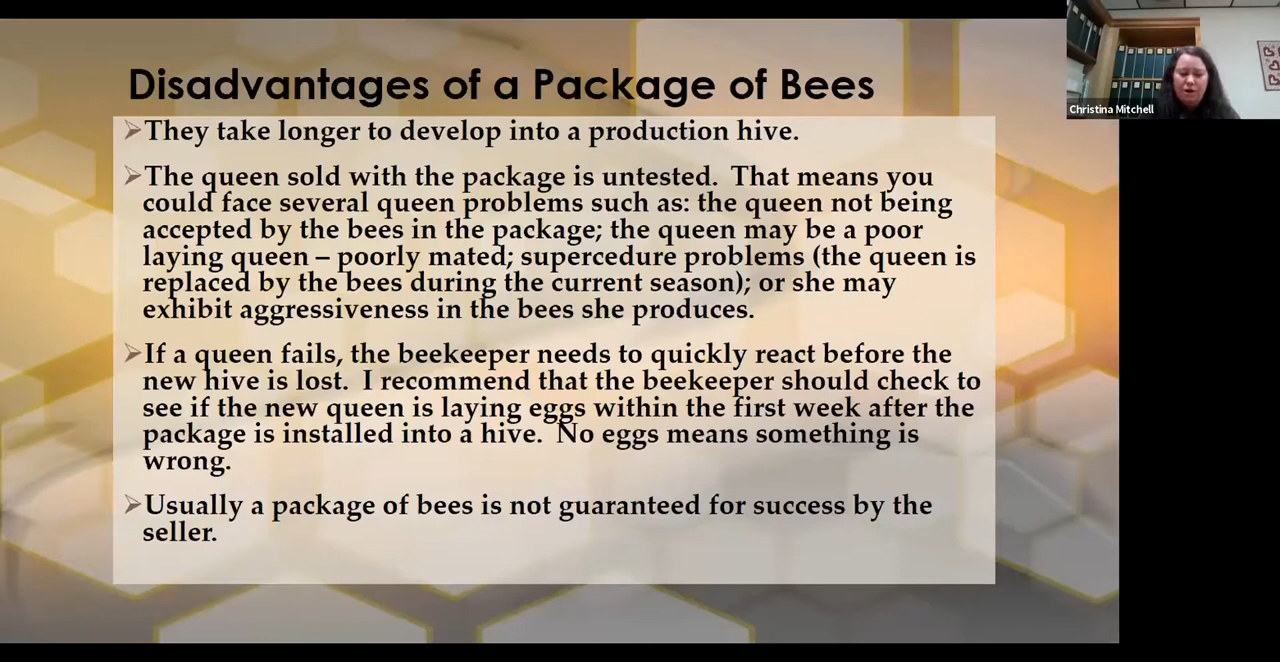 Disadvantages of a Package of Bees
They take longer to develop into a production hive.
The queen sold with the package is untested.  That means you
could face several queen problems such as: the queen not being
accepted by the bees in the package; the queen may be a poor
laying queen – poorly mated; supercedure problems (the queen is
replaced by the bees during the current season); or she may
exhibit aggressiveness in the bees she produces.
If a queen fails, the beekeeper needs to quickly react before the
new hive is lost.  I recommend that the beekeeper should check to
see if the new queen is laying eggs within the first week after the
package is installed into a hive.  No eggs means something is
wrong.
Usually a package of bees is not guaranteed for success by the
seller.
Christina Mitchell